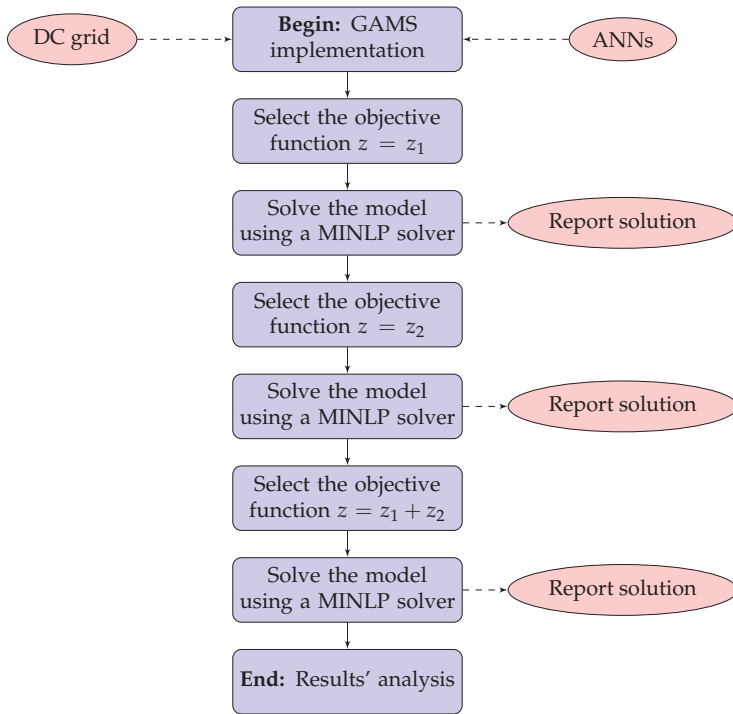 DC grid
Begin: GAMS
implementation
ANNs
Select the objective
function z = z₁
Solve the model
using a MINLP solver
Report solution
Select the objective
function z = z₂
Solve the model
using a MINLP solver
Report solution
Select the objective
function z = z₁ + z₂
Solve the model
using a MINLP solver
Report solution
End: Results’ analysis